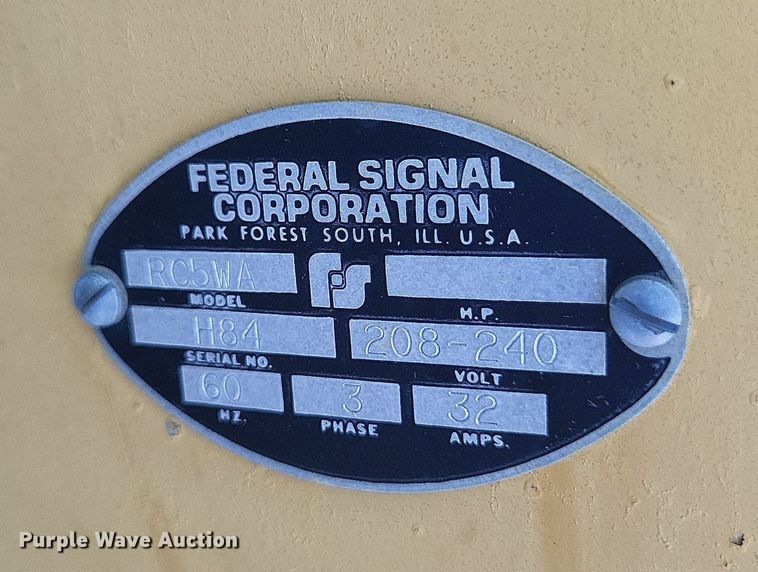 FEDERAL SIGNAL
CORPORATION
PARK FOREST SOUTH, ILL. U.S.A.
RC5WA
MODEL
FS
H.P.
H84
SERIAL NO.
208-240
VOLT
60
HZ.
3
PHASE
32
AMPS.
Purple Wave Auction